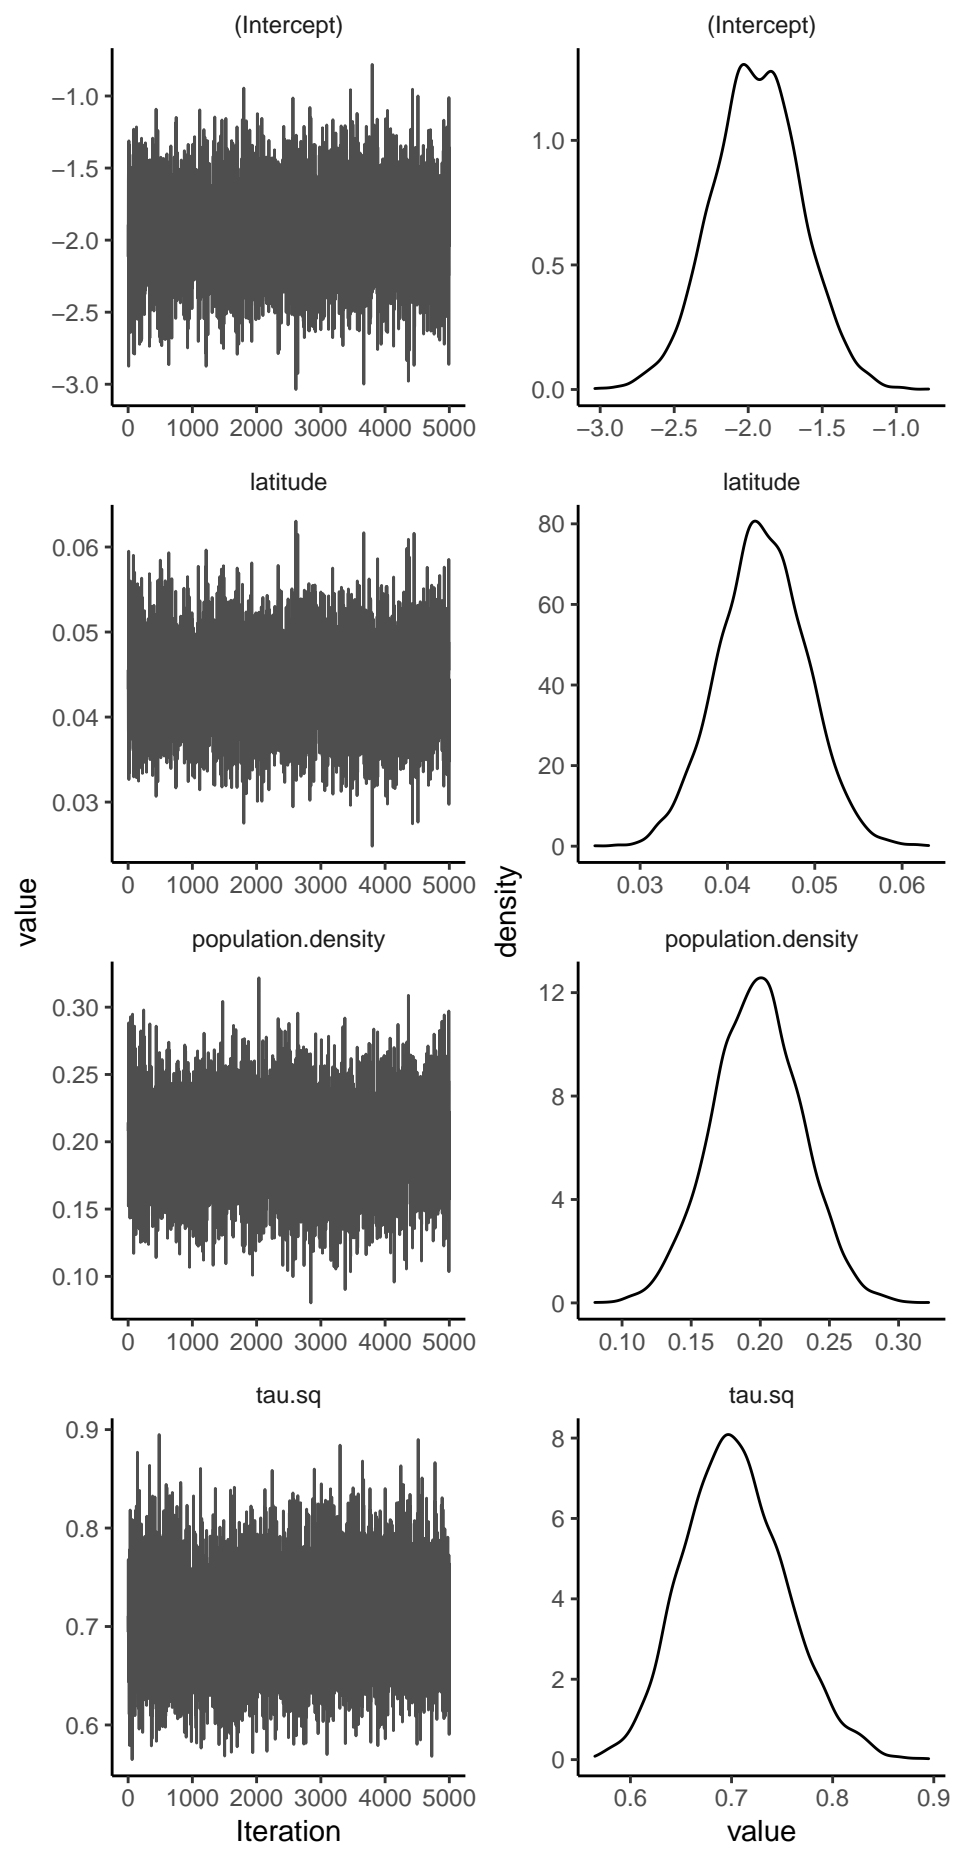 (Intercept)
(Intercept)
−1.0
−1.5
−2.0
−2.5
−3.0
0 1000 2000 3000 4000 5000
1.0
0.5
0.0
−3.0 −2.5 −2.0 −1.5 −1.0
latitude
latitude
0.06
0.05
0.04
0.03
0 1000 2000 3000 4000 5000
80
60
40
20
0
0.03 0.04 0.05 0.06
value
density
population.density
population.density
0.30
0.25
0.20
0.15
0.10
0 1000 2000 3000 4000 5000
12
8
4
0
0.10 0.15 0.20 0.25 0.30
tau.sq
tau.sq
0.9
0.8
0.7
0.6
0 1000 2000 3000 4000 5000
8
6
4
2
0
0.6 0.7 0.8 0.9
Iteration
value